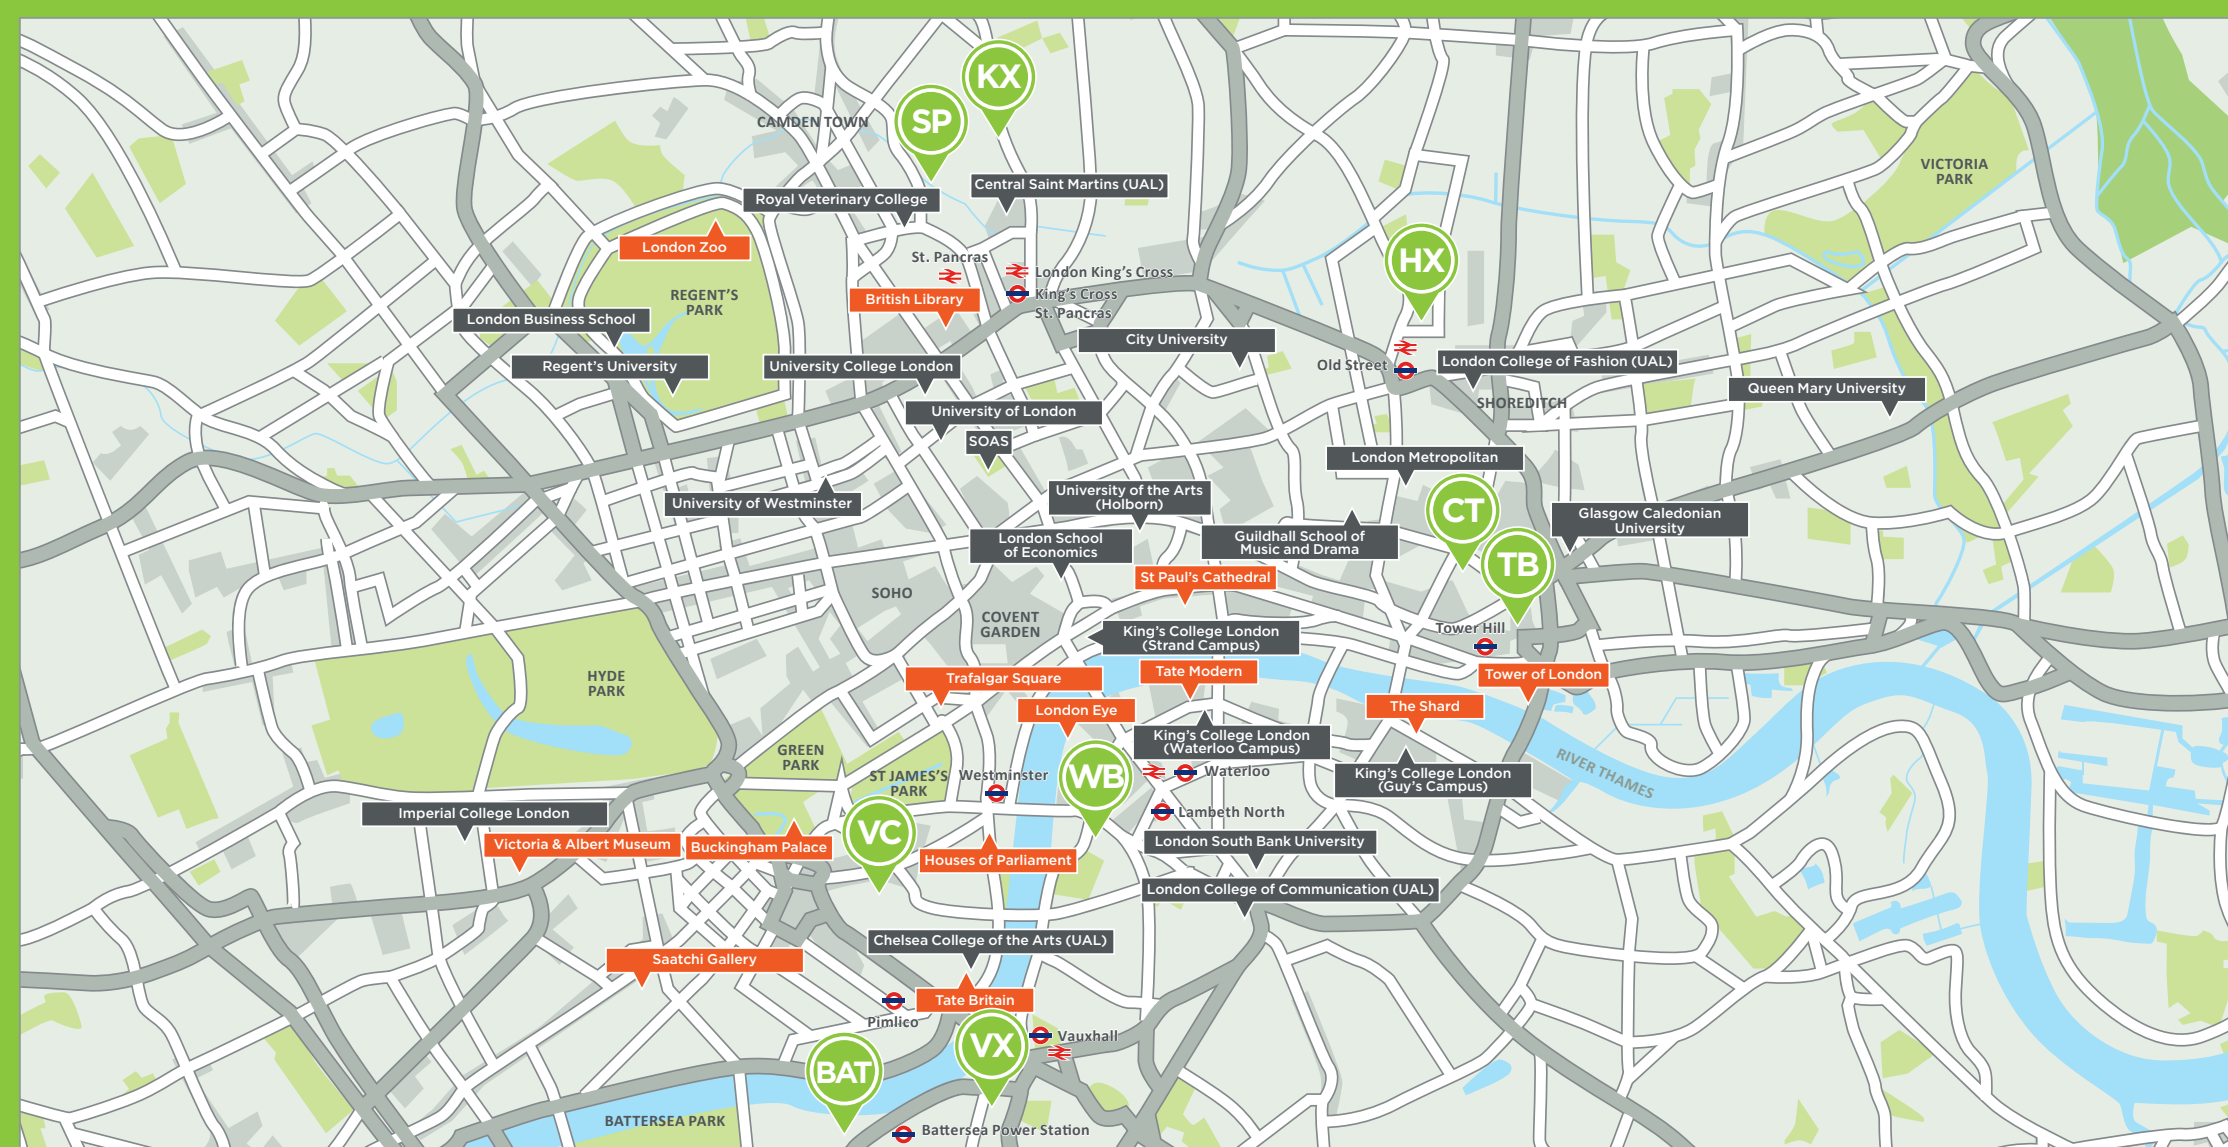 KX
SP
CAMDEN TOWN
VICTORIA
PARK
Central Saint Martins (UAL)
Royal Veterinary College
London Zoo
St. Pancras
London King's Cross
HX
REGENT'S
PARK
British Library
King's Cross
St. Pancras
London Business School
City University
Regent's University
University College London
Old Street
London College of Fashion (UAL)
Queen Mary University
SHOREDITCH
University of London
SOAS
London Metropolitan
University of Westminster
University of the Arts
(Holborn)
CT
Glasgow Caledonian
University
London School
of Economics
Guildhall School of
Music and Drama
TB
St Paul's Cathedral
SOHO
COVENT
GARDEN
King's College London
(Strand Campus)
Tower Hill
HYDE
PARK
Trafalgar Square
Tate Modern
Tower of London
London Eye
The Shard
GREEN
PARK
King's College London
(Waterloo Campus)
RIVER THAMES
ST JAMES'S
PARK
Westminster
WB
Waterloo
King's College London
(Guy's Campus)
Imperial College London
Lambeth North
VC
Victoria & Albert Museum
Buckingham Palace
Houses of Parliament
London South Bank University
London College of Communication (UAL)
Chelsea College of the Arts (UAL)
Saatchi Gallery
Tate Britain
Pimlico
VX
Vauxhall
BAT
BATTERSEA PARK
Battersea Power Station